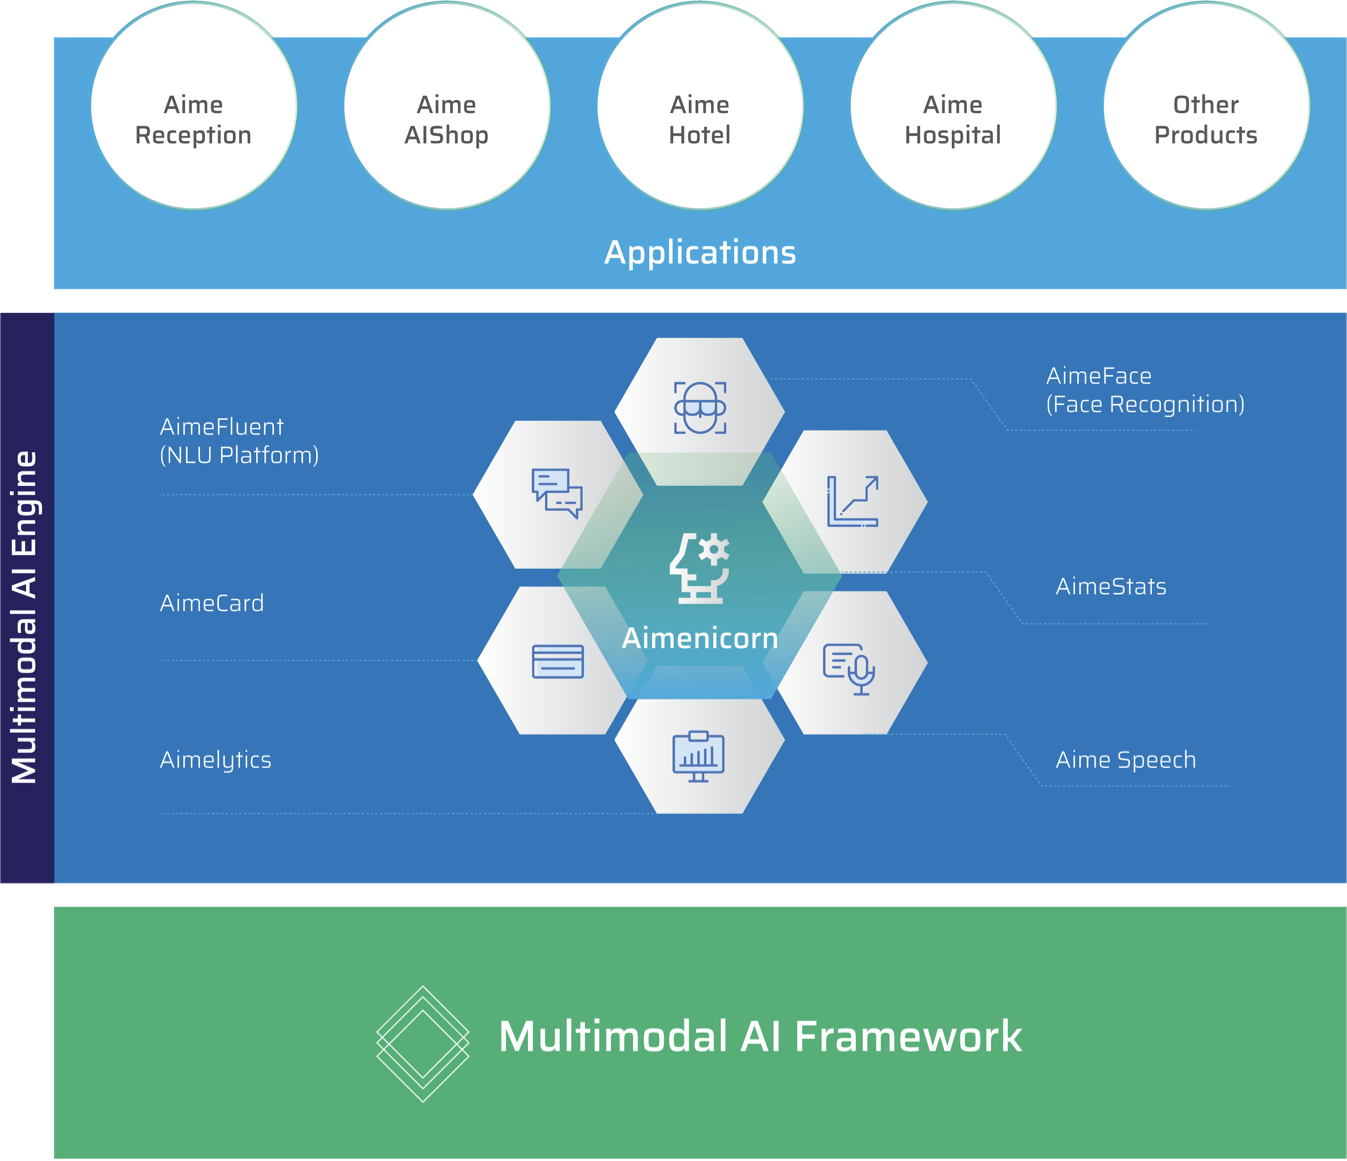 Aime
Reception
Aime
AIShop
Aime
Hotel
Aime
Hospital
Other
Products
Applications
Multimodal AI Engine
AimeFluent
(NLU Platform)
AimeCard
Aimelytics
Aimenicorn
AimeFace
(Face Recognition)
AimeStats
Aime Speech
Multimodal AI Framework